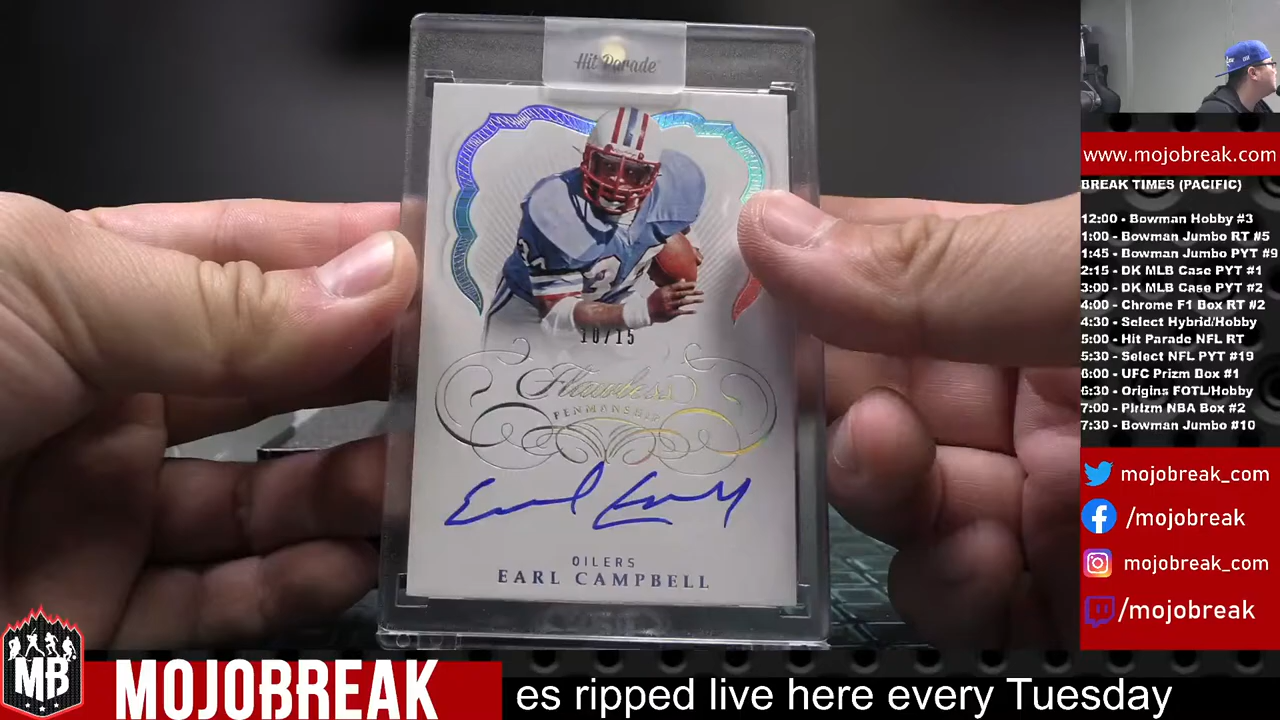 Hit Parade
34
10/15
Flawless
PENMANSHIP
Earl Campbell
OILERS
EARL CAMPBELL
www.mojobreak.com
BREAK TIMES (PACIFIC)
12:00 - Bowman Hobby #3
1:00 - Bowman Jumbo RT #5
1:45 - Bowman Jumbo PYT #9
2:15 - DK MLB Case PYT #1
3:00 - DK MLB Case PYT #2
4:00 - Chrome F1 Box RT #2
4:30 - Select Hybrid/Hobby
5:00 - Hit Parade NFL RT
5:30 - Select NFL PYT #19
6:00 - UFC Prizm Box #1
6:30 - Origins FOTL/Hobby
7:00 - Pirizm NBA Box #2
7:30 - Bowman Jumbo #10
mojobreak_com
/mojobreak
mojobreak_com
/mojobreak
MB
MOJOBREAK
es ripped live here every Tuesday